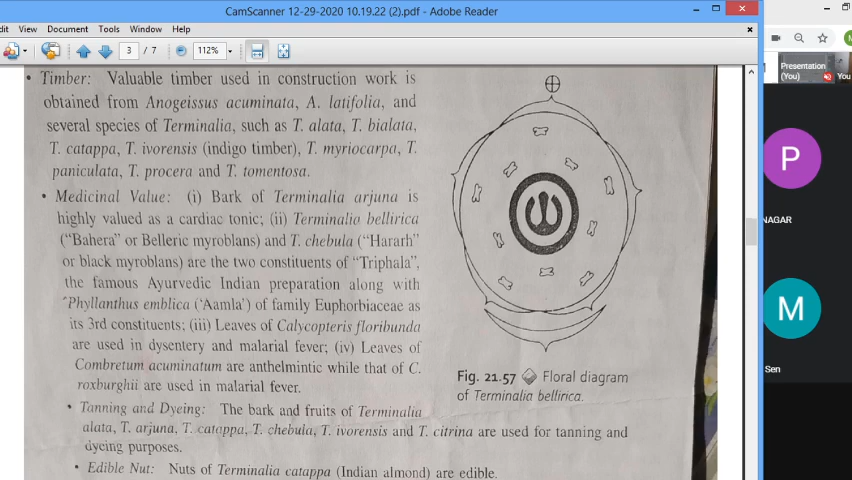 CamScanner 12-29-2020 10.19.22 (2).pdf - Adobe Reader
dit View Document Tools Window Help
3 / 7 112%
• Timber: Valuable timber used in construction work is
obtained from Anogeissus acuminata, A. latifolia, and
several species of Terminalia, such as T. alata, T. bialata,
T. catappa, T. ivorensis (indigo timber), T. myriocarpa, T.
paniculata, T. procera and T. tomentosa.
• Medicinal Value: (i) Bark of Terminalia arjuna is
highly valued as a cardiac tonic; (ii) Terminalia bellirica
(“Bahera” or Belleric myroblans) and T. chebula (“Hararh”
or black myroblans) are the two constituents of “Triphala”,
the famous Ayurvedic Indian preparation along with
Phyllanthus emblica (‘Aamla’) of family Euphorbiaceae as
its 3rd constituents; (iii) Leaves of Calycopteris floribunda
are used in dysentery and malarial fever; (iv) Leaves of
Combretum acuminatum are anthelmintic while that of C.
roxburghii are used in malarial fever.
• Tanning and Dyeing: The bark and fruits of Terminalia
alata, T. arjuna, T. catappa, T. chebula, T. ivorensis and T. citrina are used for tanning and
dyeing purposes.
• Edible Nut: Nuts of Terminalia catappa (Indian almond) are edible.
Fig. 21.57 Floral diagram
of Terminalia bellirica.
Presentation
(You)
You
P
NAGAR
M
Sen